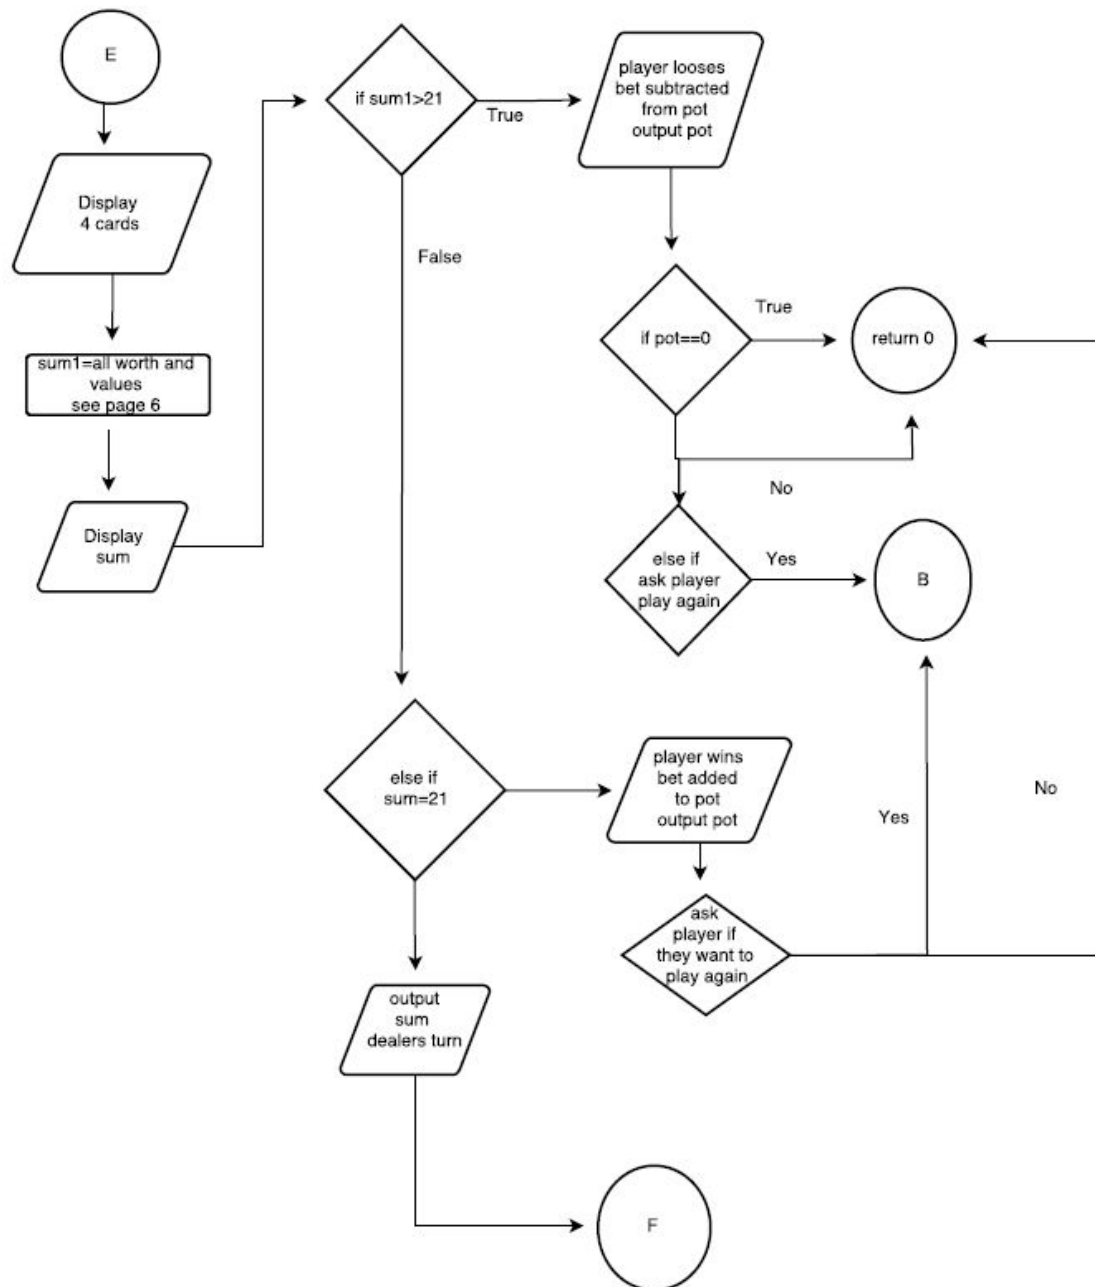 E
Display
4 cards
sum1=all worth and
values
see page 6
Display
sum
if sum1>21
True
False
player looses
bet subtracted
from pot
output pot
if pot==0
True
return 0
No
else if
ask player
play again
Yes
B
else if
sum=21
player wins
bet added
to pot
output pot
Yes
No
ask
player if
they want to
play again
output
sum
dealers turn
F